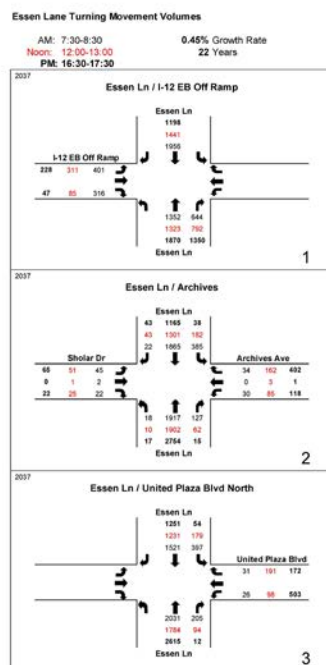 Essen Lane Turning Movement Volumes
AM: 7:30-8:30 0.45% Growth Rate
Noon: 12:00-13:00 22 Years
PM: 16:30-17:30
2037
Essen Ln / I-12 EB Off Ramp
Essen Ln
1198
1441
1956
I-12 EB Off Ramp
228 311 401
47 85 316
1352 644
1323 792
1870 1350
Essen Ln
1
2037
Essen Ln / Archives
Essen Ln
43 1165 38
43 1301 182
22 1865 385
Sholar Dr Archives Ave
65 51 45 34 162 402
0 1 2 0 3 1
22 25 22 30 85 118
18 1917 127
10 1902 62
17 2754 15
Essen Ln
2
2037
Essen Ln / United Plaza Blvd North
Essen Ln
1251 54
1231 179
1521 397
United Plaza Blvd
31 191 172
26 98 503
2031 205
1784 94
2615 12
Essen Ln
3